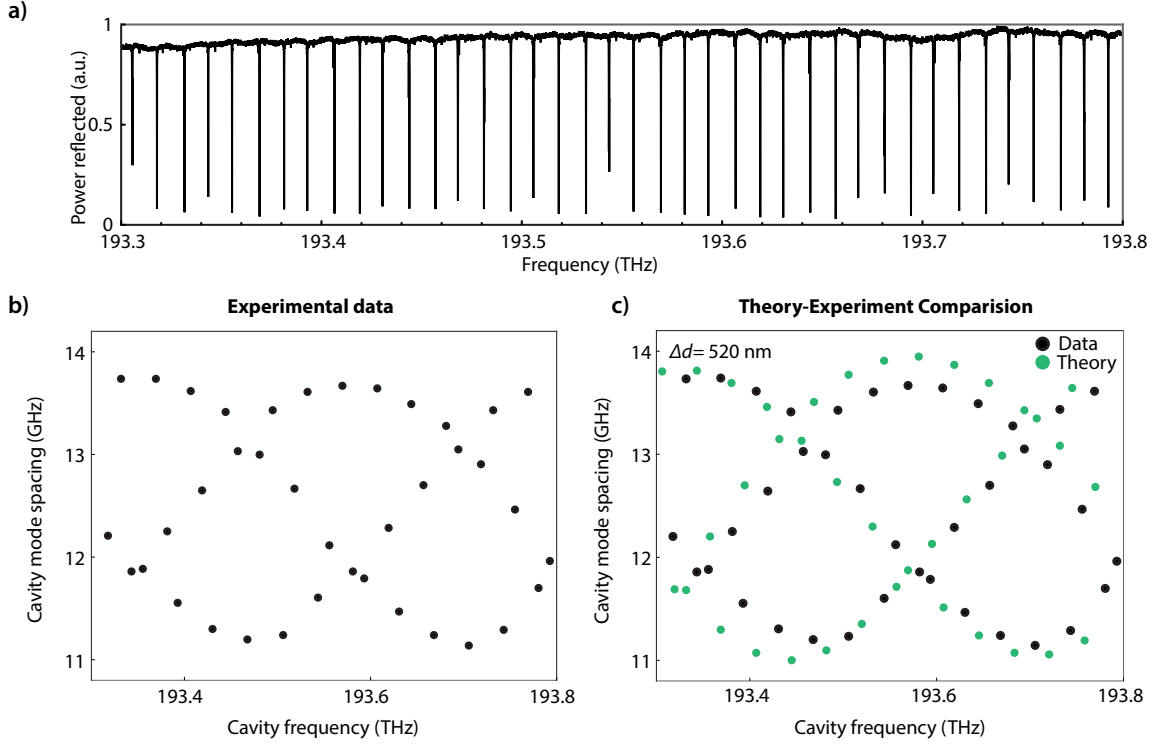 a)
Power reflected (a.u.)
1
0.5
0
193.3 193.4 193.5 193.6 193.7 193.8
Frequency (THz)
b)
Experimental data
Cavity mode spacing (GHz)
14
13
12
11
193.4 193.6 193.8
Cavity frequency (THz)
c)
Theory-Experiment Comparision
Δd= 520 nm
Data
Theory
Cavity mode spacing (GHz)
14
13
12
11
193.4 193.6 193.8
Cavity frequency (THz)